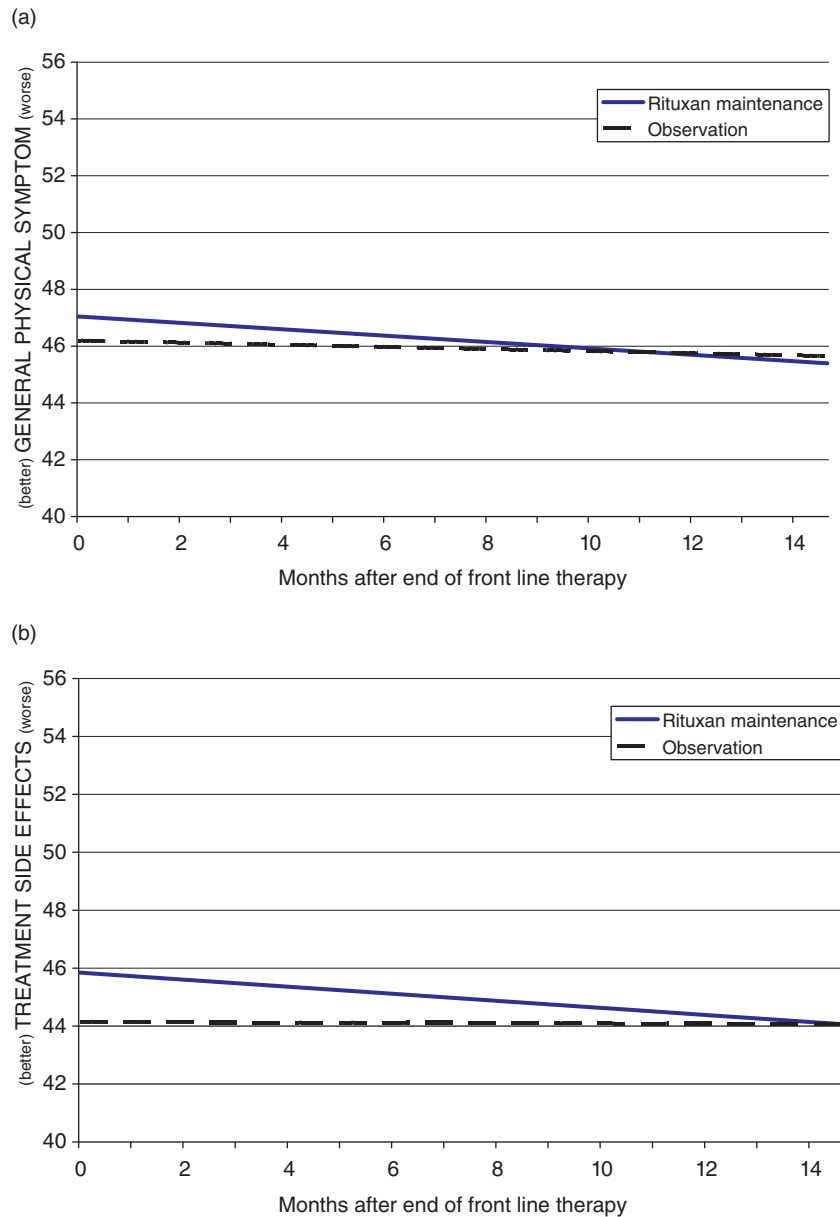 (a)
(better) GENERAL PHYSICAL SYMPTOM (worse)
56
54
52
50
48
46
44
42
40
Rituxan maintenance
Observation
0 2 4 6 8 10 12 14
Months after end of front line therapy
(b)
(better) TREATMENT SIDE EFFECTS (worse)
56
54
52
50
48
46
44
42
40
Rituxan maintenance
Observation
0 2 4 6 8 10 12 14
Months after end of front line therapy